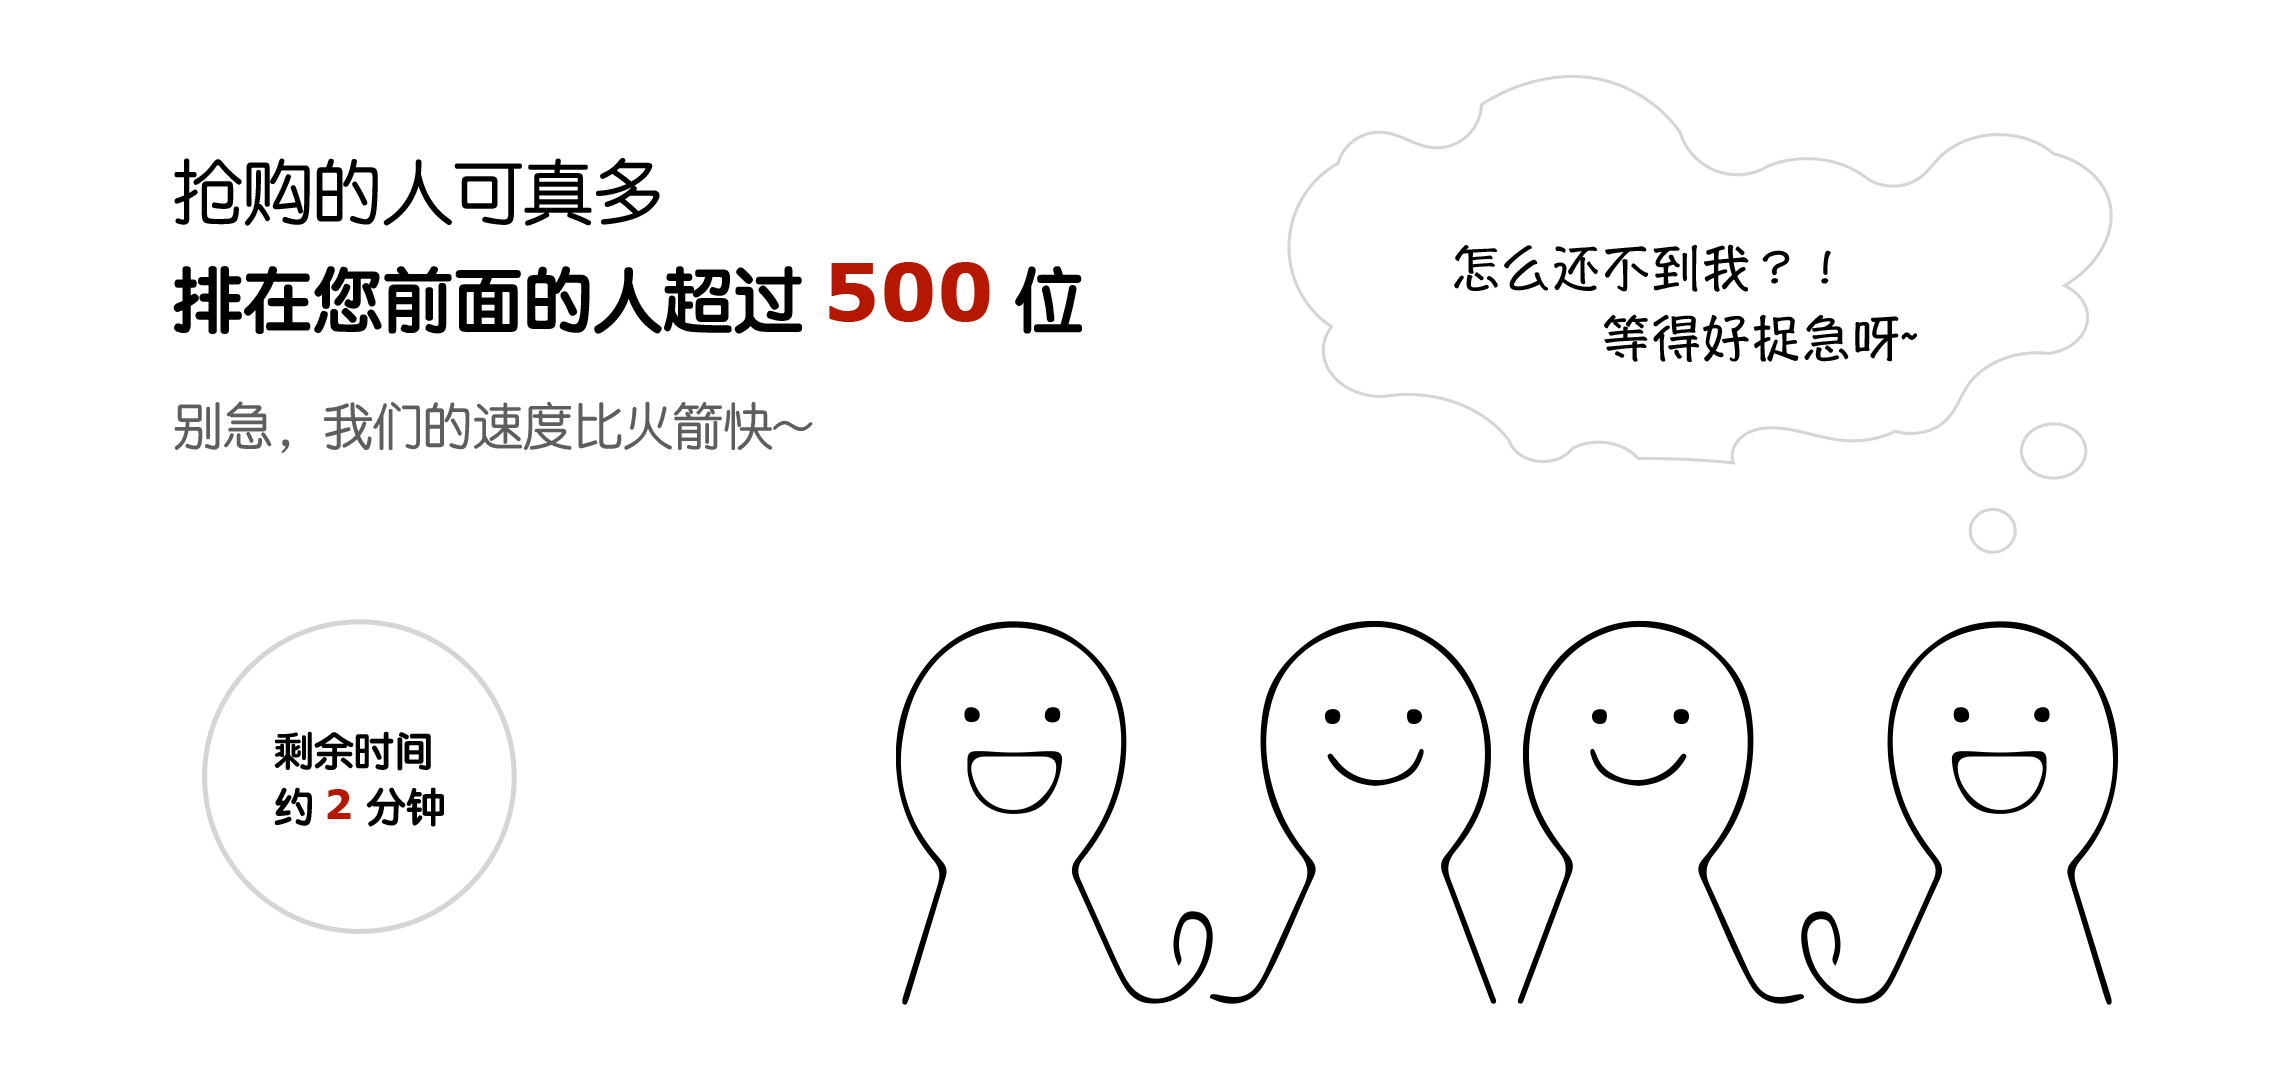 抢购的人可真多
排在您前面的人超过 500 位
别急，我们的速度比火箭快～
怎么还不到我？！
等得好捉急呀~
剩余时间
约 2 分钟